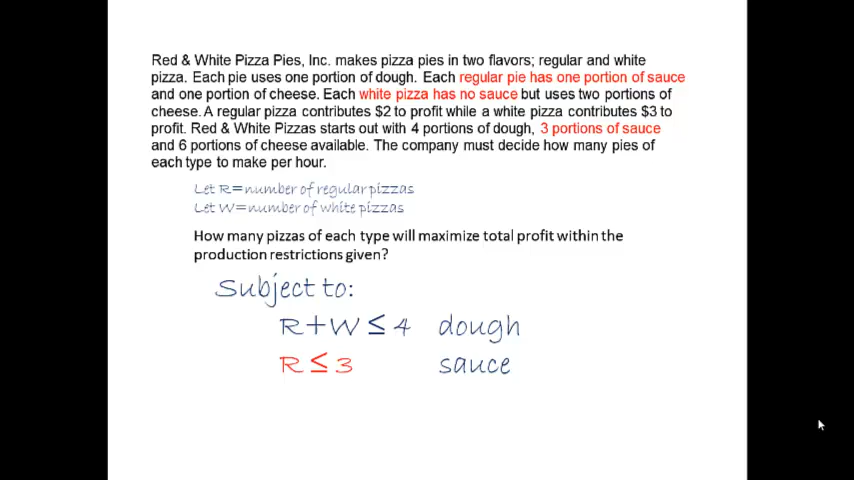 Red & White Pizza Pies, Inc. makes pizza pies in two flavors; regular and white
pizza. Each pie uses one portion of dough. Each regular pie has one portion of sauce
and one portion of cheese. Each white pizza has no sauce but uses two portions of
cheese. A regular pizza contributes $2 to profit while a white pizza contributes $3 to
profit. Red & White Pizzas starts out with 4 portions of dough, 3 portions of sauce
and 6 portions of cheese available. The company must decide how many pies of
each type to make per hour.
Let R=number of regular pizzas
Let W=number of white pizzas
How many pizzas of each type will maximize total profit within the
production restrictions given?
Subject to:
R+W ≤ 4 dough
R ≤ 3 sauce